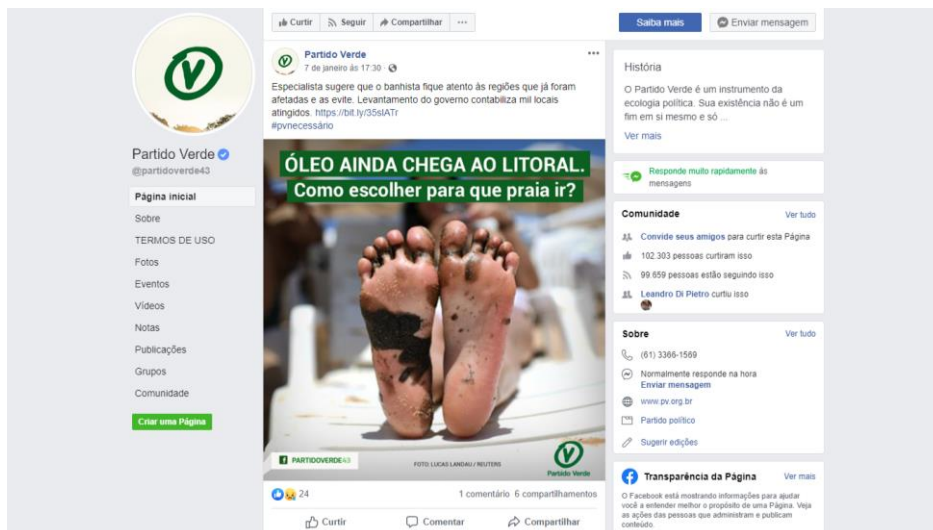 Curtir
Seguir
Compartilhar
Saiba mais
Enviar mensagem
V
Partido Verde
@partidoverde43
Página inicial
Sobre
TERMOS DE USO
Fotos
Eventos
Vídeos
Notas
Publicações
Grupos
Comunidade
Criar uma Página
Partido Verde
7 de janeiro às 17:30
Especialista sugere que o banhista fique atento às regiões que já foram
afetadas e as evite. Levantamento do governo contabiliza mil locais
atingidos. https://bit.ly/35sIATr
#pvnecessário
ÓLEO AINDA CHEGA AO LITORAL.
Como escolher para que praia ir?
PARTIDOVERDE43
FOTO: LUCAS LANDAU / REUTERS
Partido Verde
24
1 comentário 6 compartilhamentos
Curtir
Comentar
Compartilhar
História
O Partido Verde é um instrumento da
ecologia política. Sua existência não é um
fim em si mesmo e só ...
Ver mais
Responde muito rapidamente às
mensagens
Comunidade
Ver tudo
Convide seus amigos para curtir esta Página
102.303 pessoas curtiram isso
99.659 pessoas estão seguindo isso
Leandro Di Pietro curtiu isso
Sobre
Ver tudo
(61) 3366-1569
Normalmente responde na hora
Enviar mensagem
www.pv.org.br
Partido político
Sugerir edições
Transparência da Página
Ver mais
O Facebook está mostrando informações para ajudar
você a entender melhor o propósito de uma Página. Veja
as ações das pessoas que administram e publicam
conteúdo.